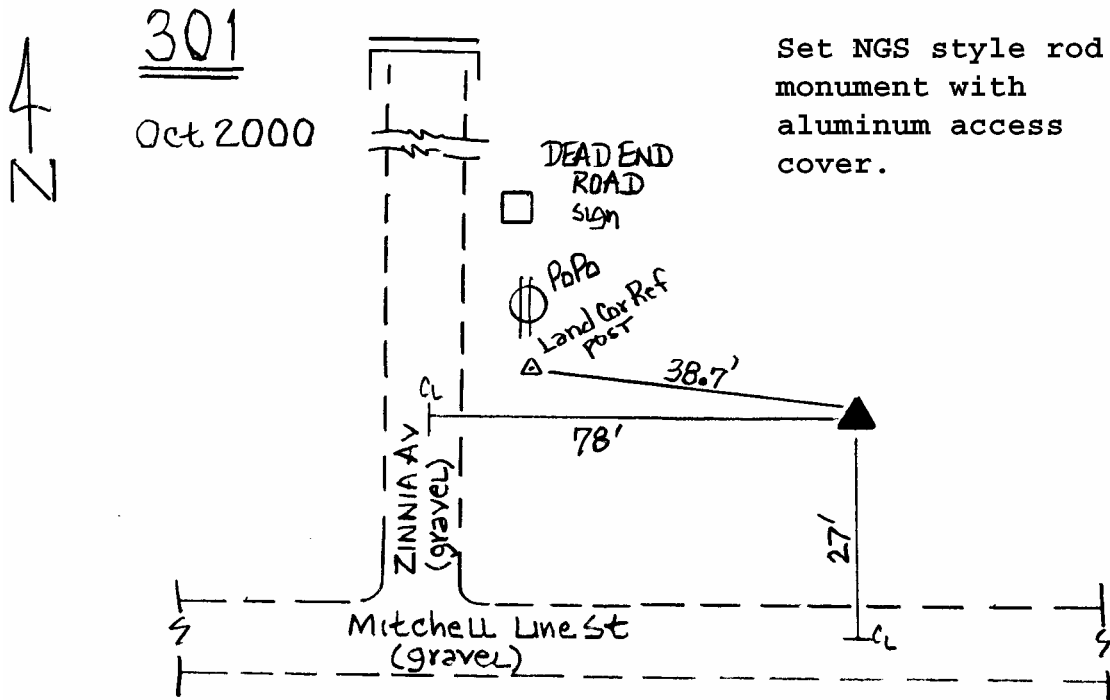 301
Oct 2000
N
Set NGS style rod
monument with
aluminum access
cover.
DEAD END
ROAD
sign
PoPo
Land Cor Ref
POST
38.7'
CL
78'
ZINNIA AV
(gravel)
27'
Mitchell Line St
(gravel)
CL